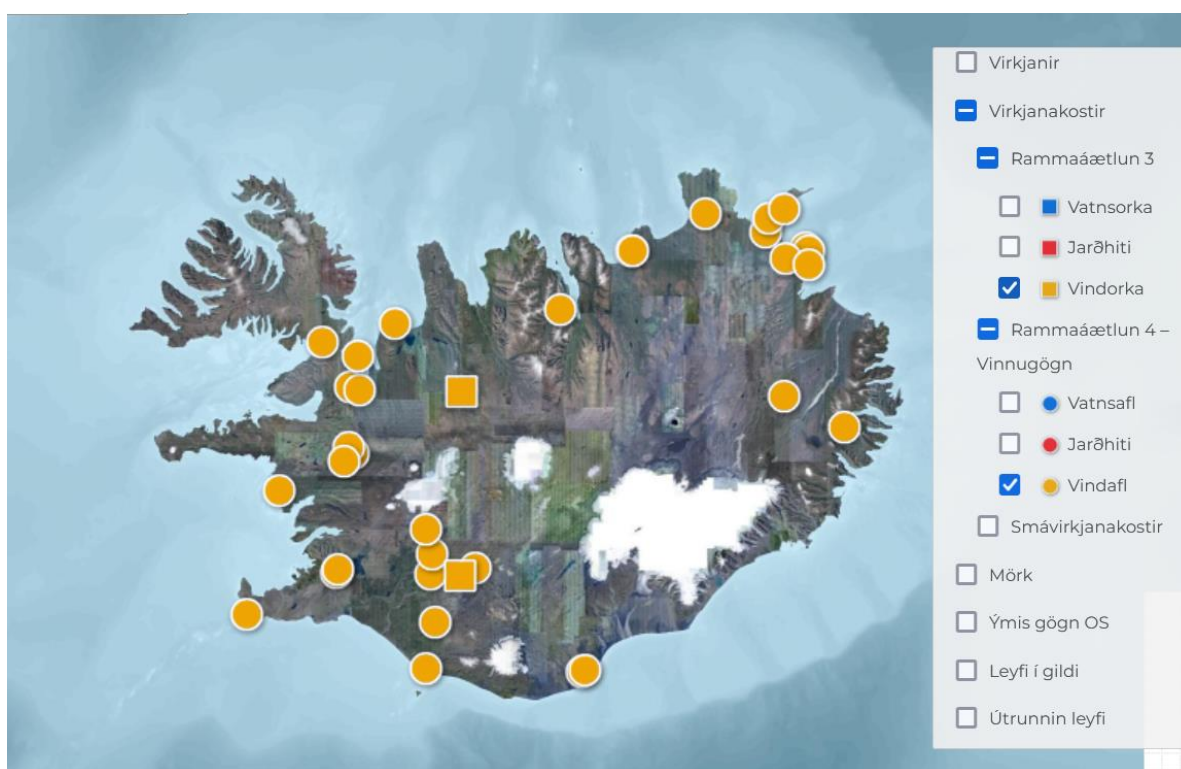 Virkjanir
Virkjanakostir
Rammaáætlun 3
Vatnsorka
Jarðhiti
Vindorka
Rammaáætlun 4 –
Vinnugögn
Vatnsafl
Jarðhiti
Vindafl
Smávirkjanakostir
Mörk
Ýmis gögn OS
Leyfi í gildi
Útrunnin leyfi